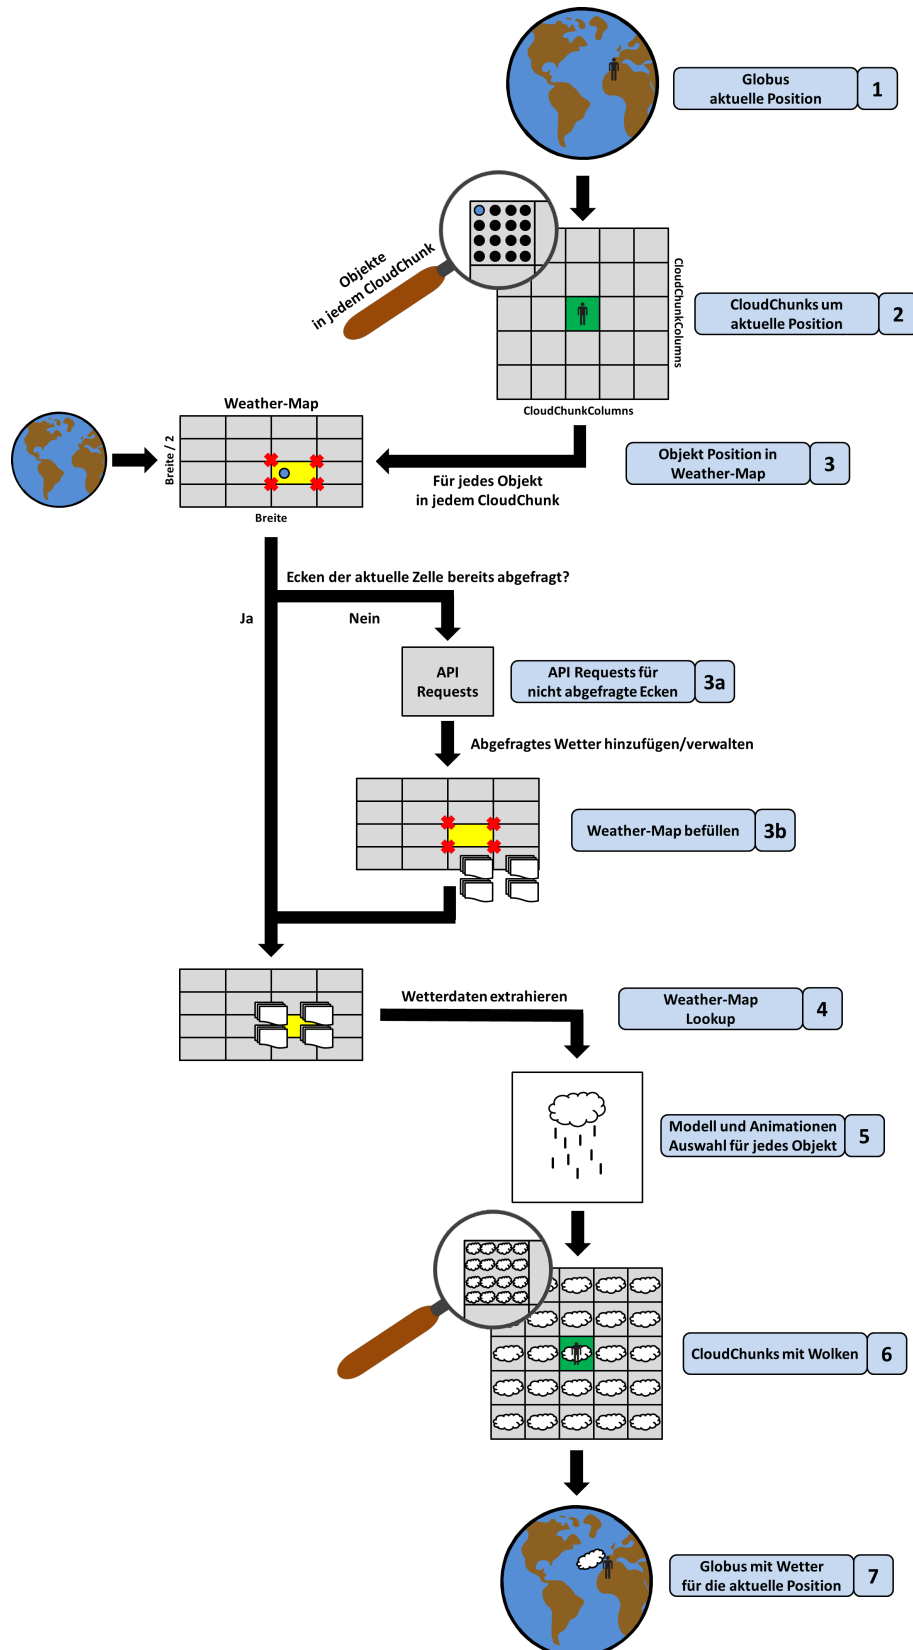 Globus
aktuelle Position
1
Objekte
in jedem CloudChunk
CloudChunkColumns
CloudChunks um
aktuelle Position
2
CloudChunkColumns
Weather-Map
Breite / 2
Breite
Für jedes Objekt
in jedem CloudChunk
Objekt Position in
Weather-Map
3
Ecken der aktuelle Zelle bereits abgefragt?
Ja
Nein
API
Requests
API Requests für
nicht abgefragte Ecken
3a
Abgefragtes Wetter hinzufügen/verwalten
Weather-Map befüllen
3b
Wetterdaten extrahieren
Weather-Map
Lookup
4
Modell und Animationen
Auswahl für jedes Objekt
5
CloudChunks mit Wolken
6
Globus mit Wetter
für die aktuelle Position
7